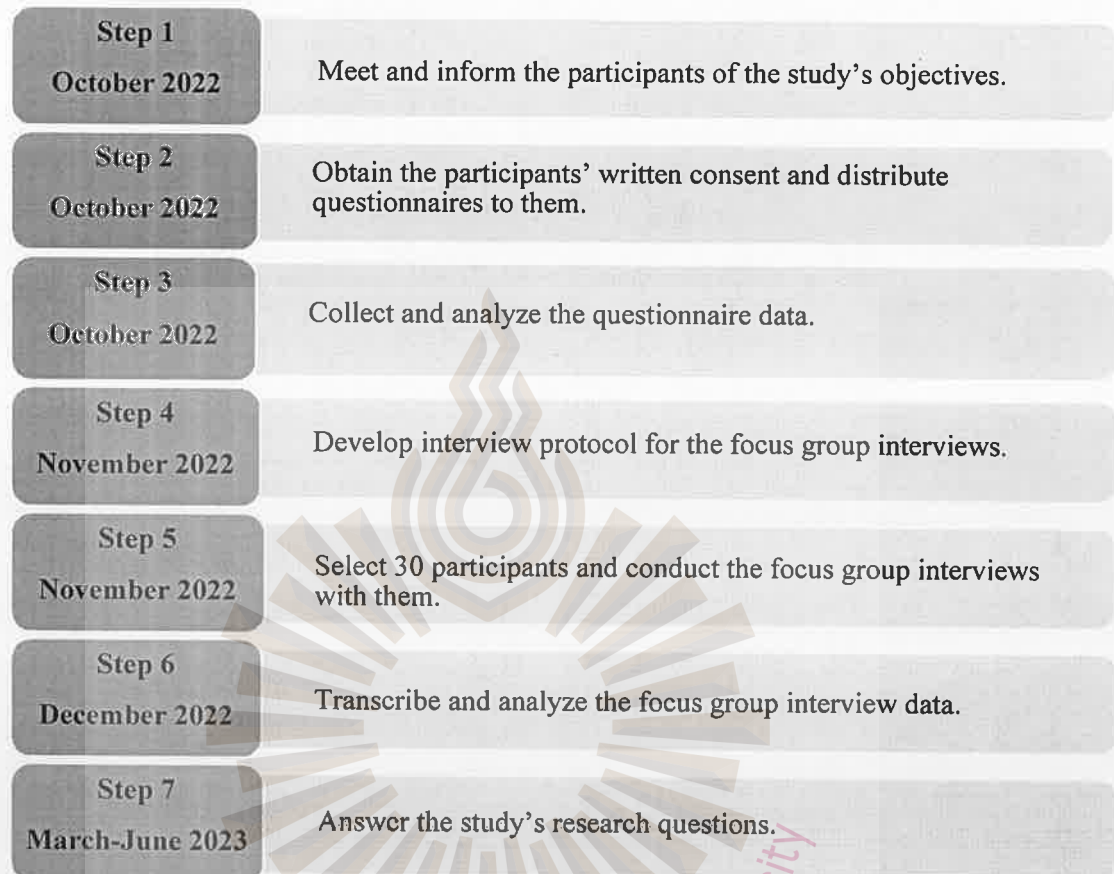 Step 1
October 2022
Meet and inform the participants of the study's objectives.
Step 2
October 2022
Obtain the participants' written consent and distribute
questionnaires to them.
Step 3
October 2022
Collect and analyze the questionnaire data.
Step 4
November 2022
Develop interview protocol for the focus group interviews.
Step 5
November 2022
Select 30 participants and conduct the focus group interviews
with them.
Step 6
December 2022
Transcribe and analyze the focus group interview data.
Step 7
March-June 2023
Answer the study's research questions.